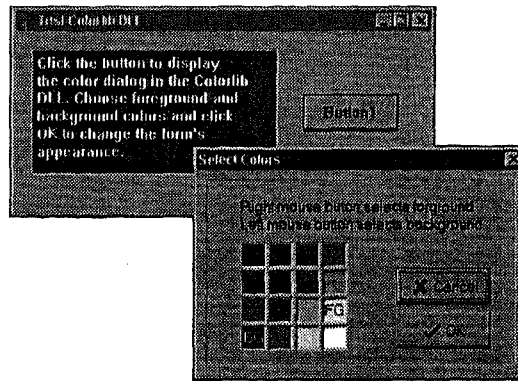 Test Colorlib DLL
Click the button to display
the color dialog in the Colorlib
DLL. Choose foreground and
background colors and click
OK to change the form's
appearance.
Button1
Select Colors
Right mouse button selects forground
Left mouse button selects background
FG
Cancel
OK